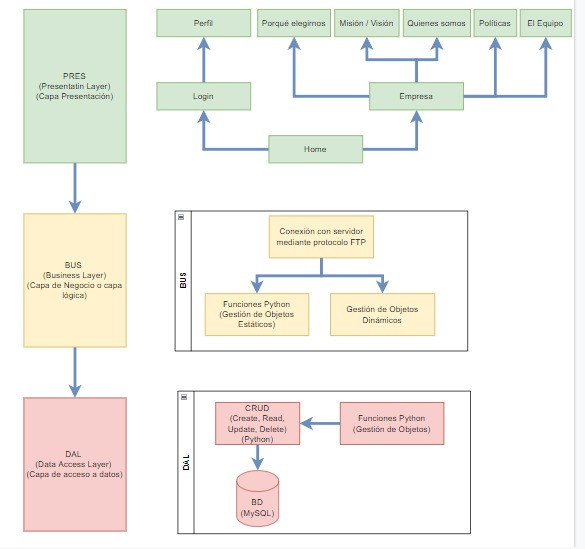 PRES
(Presentatin Layer)
(Capa Presentación)
Perfil
Porqué elegirnos
Misión / Visión
Quienes somos
Políticas
El Equipo
Login
Empresa
Home
BUS
(Business Layer)
(Capa de Negocio o capa
lógica)
BUS
Conexión con servidor
mediante protocolo FTP
Funciones Python
(Gestión de Objetos
Estáticos)
Gestión de Objetos
Dinámicos
DAL
(Data Access Layer)
(Capa de acceso a datos)
DAL
CRUD
(Create, Read,
Update, Delete)
(Python)
Funciones Python
(Gestión de Objetos)
BD
(MySQL)